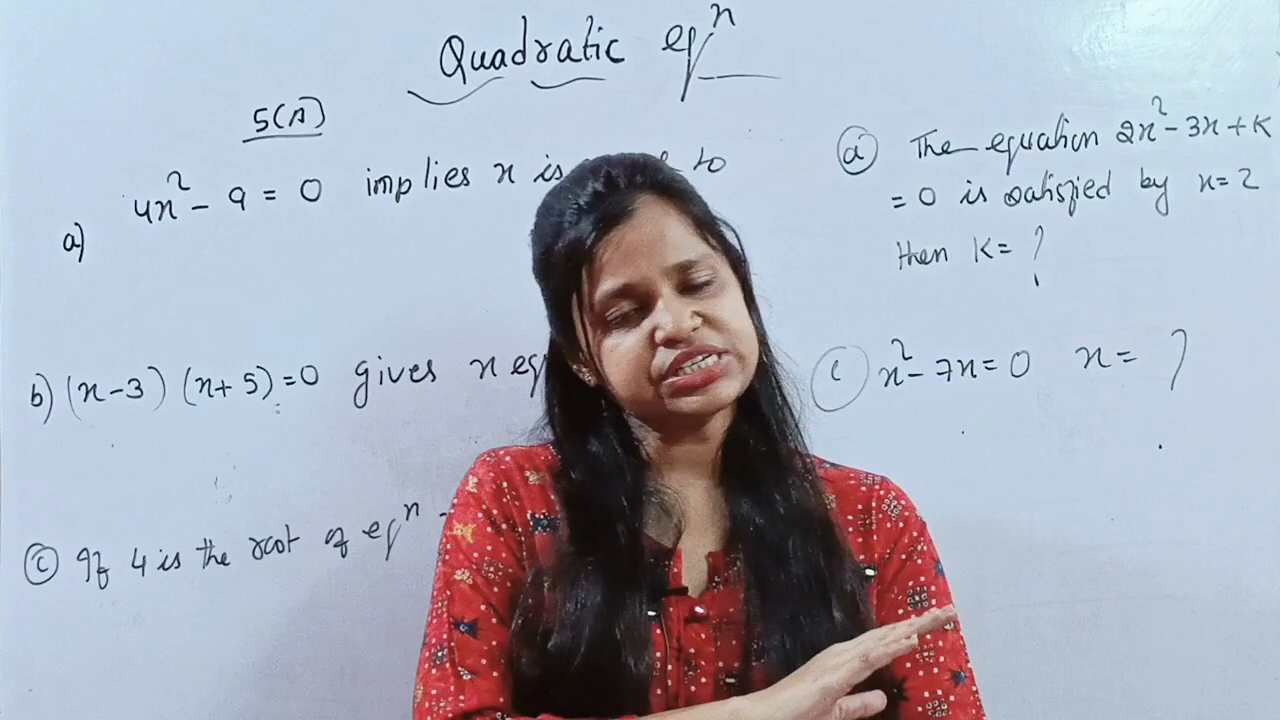 Quadratic eqⁿ
5(A)
a) 4x² - 9 = 0 implies x is to
b) (x-3) (x+5)=0 gives x eq
(c) If 4 is the root of eqⁿ -
(d) The equation 2x² - 3x + K
= 0 is satisfied by x=2
then K= ?
(e) x² - 7x = 0 x = ?